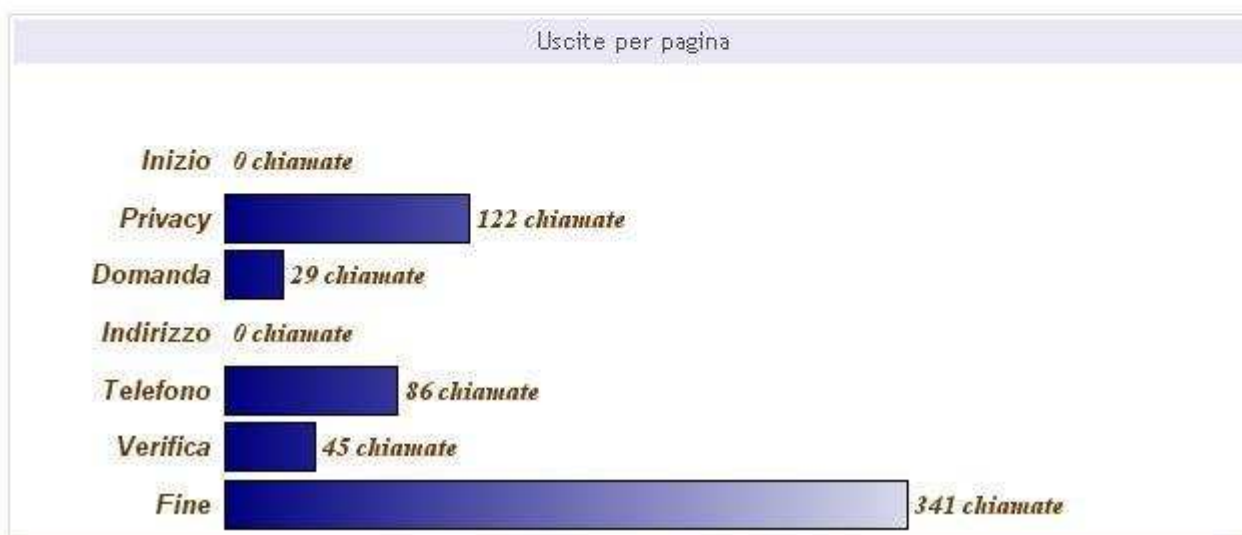 Uscite per pagina
Inizio 0 chiamate
Privacy 122 chiamate
Domanda 29 chiamate
Indirizzo 0 chiamate
Telefono 86 chiamate
Verifica 45 chiamate
Fine 341 chiamate